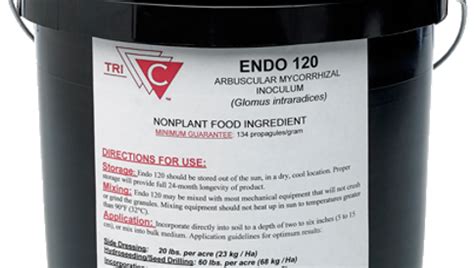 TRI
C
TM
ENDO 120
ARBUSCULAR MYCORRHIZAL
INOCULUM
(Glomus intraradices)
NONPLANT FOOD INGREDIENT
MINIMUM GUARANTEE: 134 propagules/gram
DIRECTIONS FOR USE:
Storage: Endo 120 should be stored out of the sun, in a dry, cool location. Proper
storage will provide full 24-month longevity of product.
Mixing: Endo 120 may be mixed with most mechanical equipment that will not crush
or grind the granules. Mixing equipment should not heat up in sun to temperatures greater
than 90°F (32°C).
Application: Incorporate directly into soil to a depth of two to six inches (5 to 15
cm), or mix into bulk medium. Application guidelines for optimum results:
Side Dressing: 20 lbs. per acre (23 kg / Ha)
Hydroseeding/Seed Drilling: 60 lbs. per acre (68 kg / Ha)